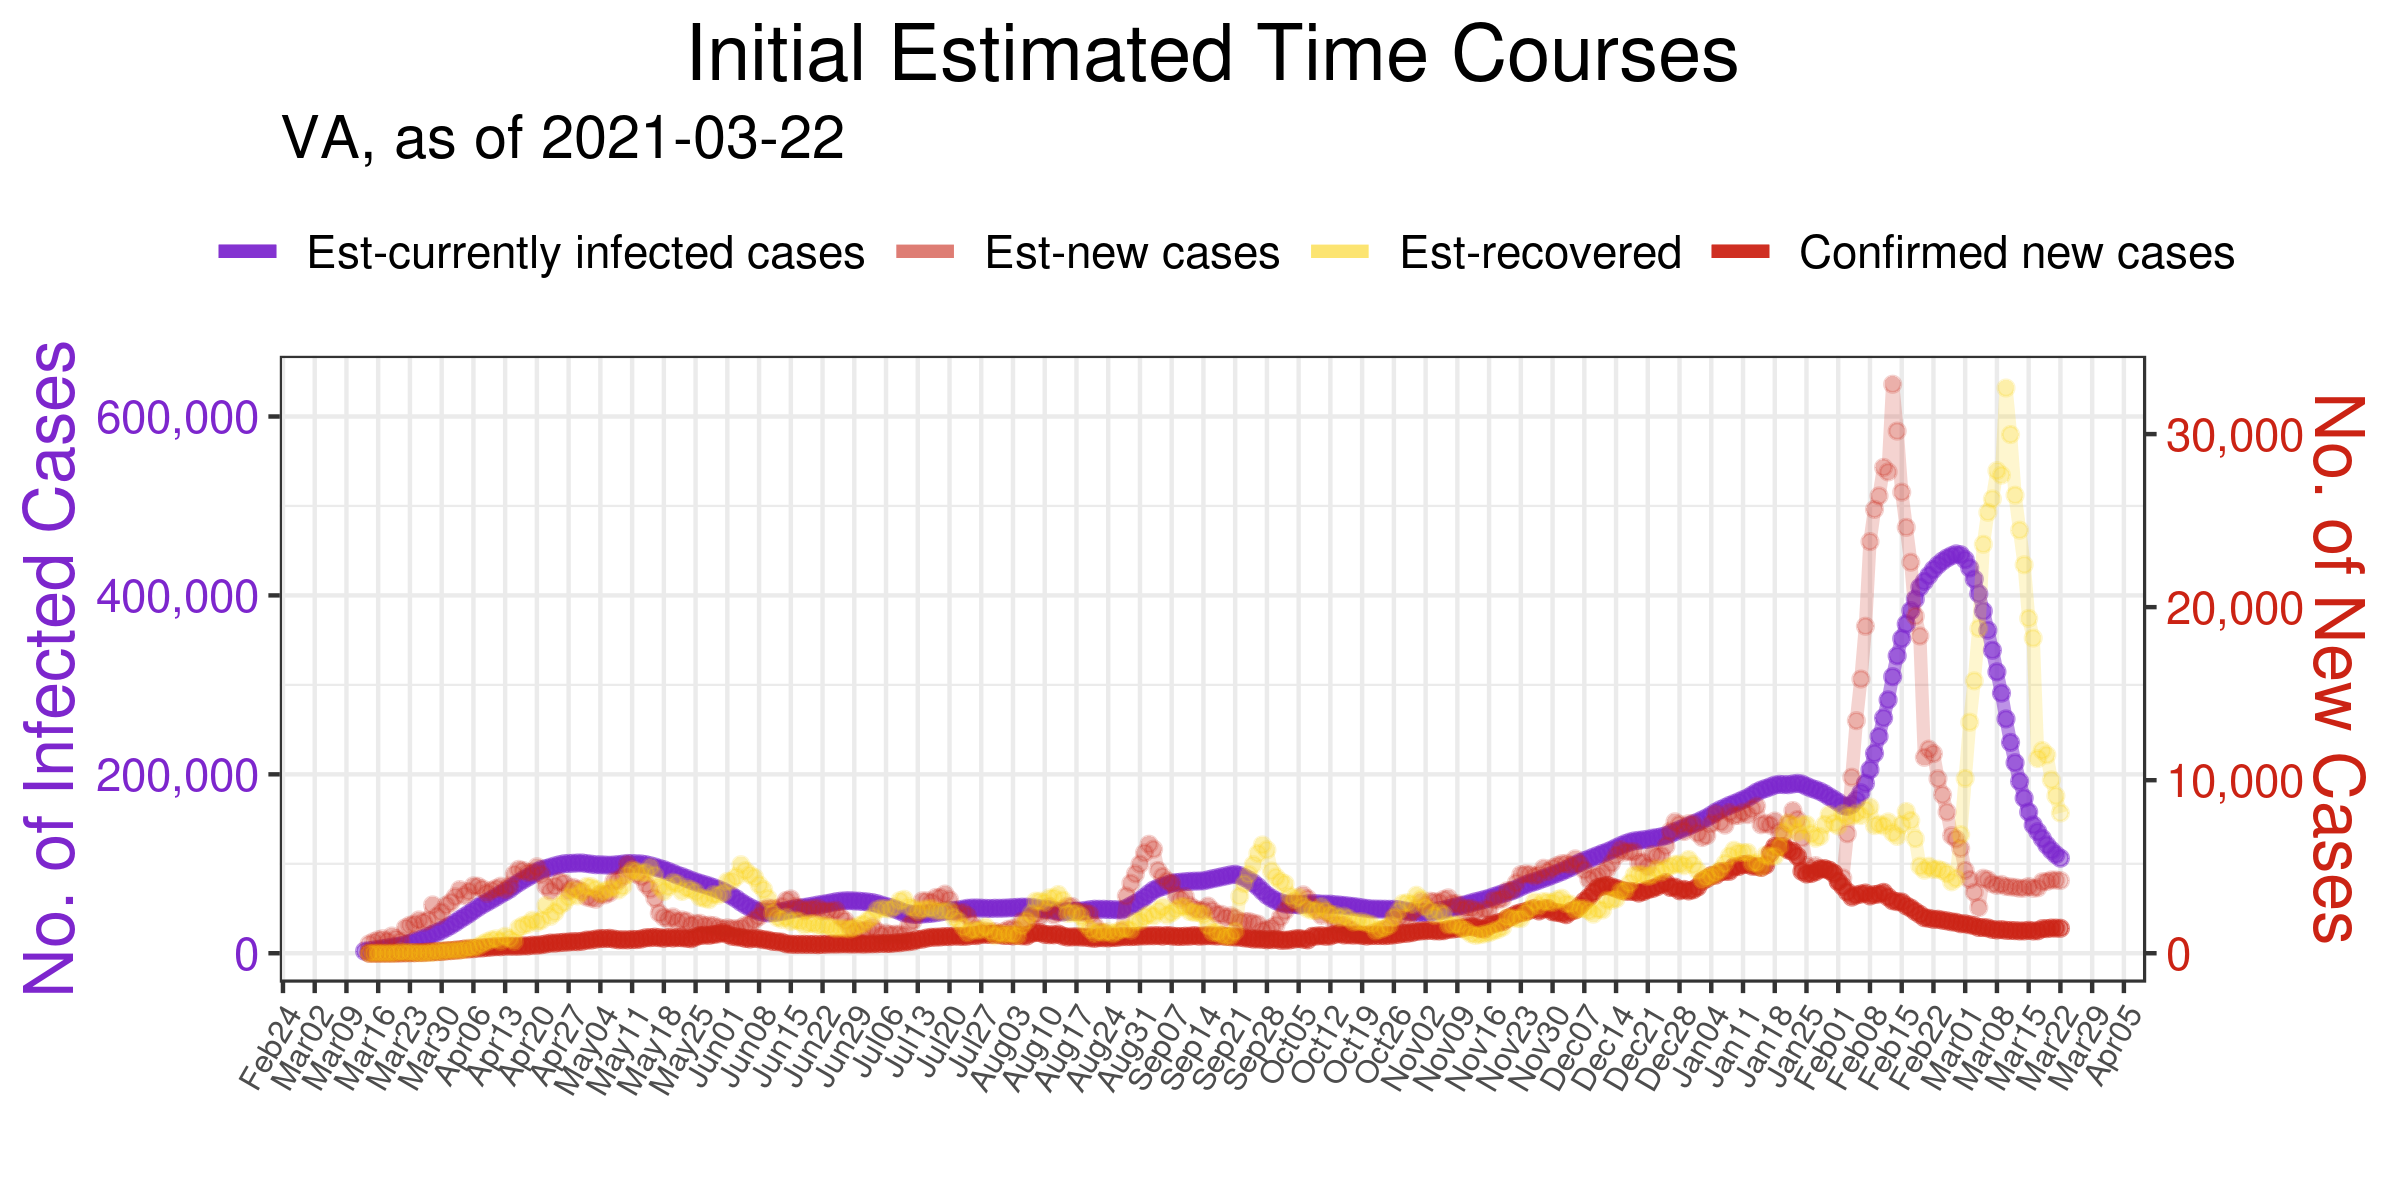 Initial Estimated Time Courses
VA, as of 2021-03-22
Est-currently infected cases Est-new cases Est-recovered Confirmed new cases
No. of Infected Cases
600,000
400,000
200,000
0
30,000
20,000
10,000
0
No. of New Cases
Feb24 Mar02 Mar09 Mar16 Mar23 Mar30 Apr06 Apr13 Apr20 Apr27 May04 May11 May18 May25 Jun01 Jun08 Jun15 Jun22 Jun29 Jul06 Jul13 Jul20 Jul27 Aug03 Aug10 Aug17 Aug24 Aug31 Sep07 Sep14 Sep21 Sep28 Oct05 Oct12 Oct19 Oct26 Nov02 Nov09 Nov16 Nov23 Nov30 Dec07 Dec14 Dec21 Dec28 Jan04 Jan11 Jan18 Jan25 Feb01 Feb08 Feb15 Feb22 Mar01 Mar08 Mar15 Mar22 Mar29 Apr05